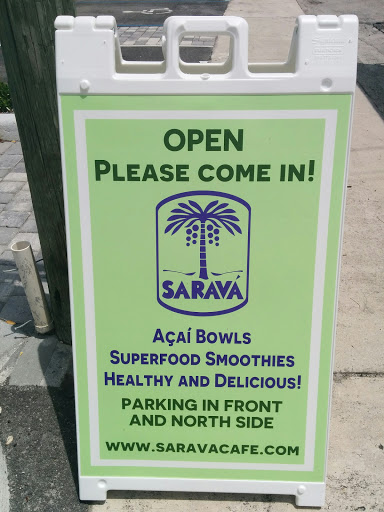 OPEN
PLEASE COME IN!
SARAVÁ
AÇAÍ BOWLS
SUPERFOOD SMOOTHIES
HEALTHY AND DELICIOUS!
PARKING IN FRONT
AND NORTH SIDE
WWW.SARAVACAFE.COM